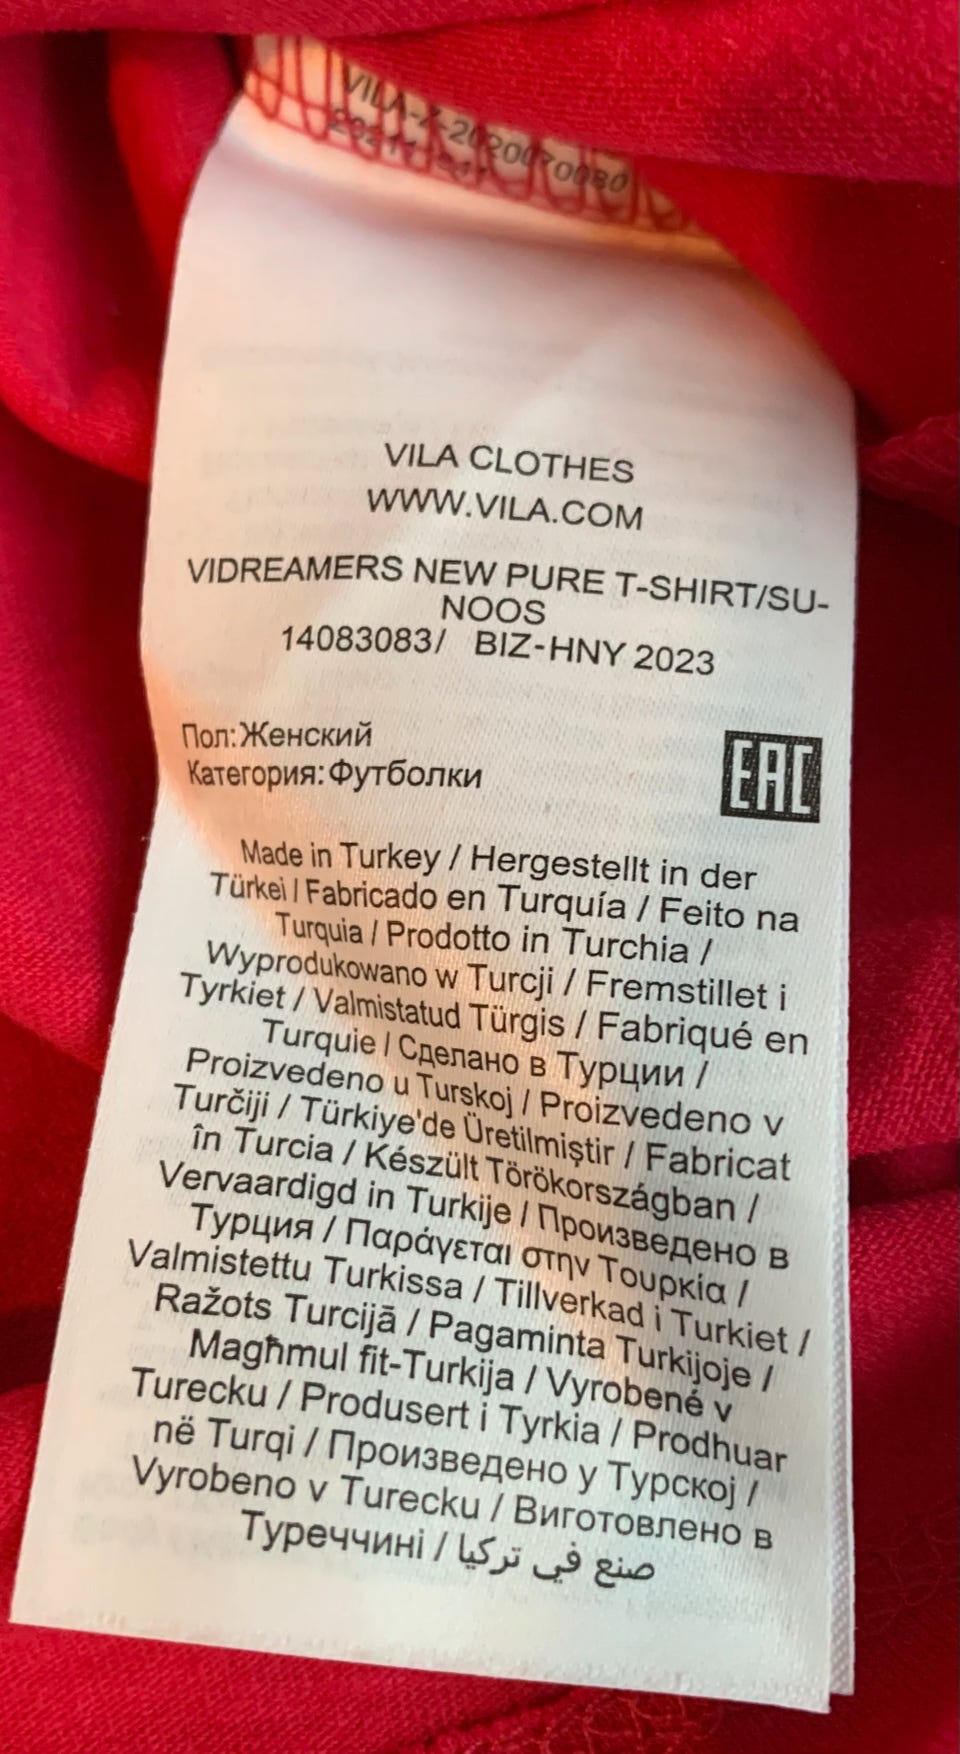 VILA-Z-2020070080
VILA CLOTHES
WWW.VILA.COM
VIDREAMERS NEW PURE T-SHIRT/SU-
NOOS
14083083/ BIZ-HNY 2023
Пол:Женский
Категория:Футболки
EAC
Made in Turkey / Hergestellt in der
Türkei / Fabricado en Turquía / Feito na
Turquia / Prodotto in Turchia /
Wyprodukowano w Turcji / Fremstillet i
Tyrkiet / Valmistatud Türgis / Fabriqué en
Turquie / Сделано в Турции /
Proizvedeno u Turskoj / Proizvedeno v
Turčiji / Türkiye'de Üretilmiştir / Fabricat
în Turcia / Készült Törökországban /
Vervaardigd in Turkije / Произведено в
Турция / Παράγεται στην Τουρκία /
Valmistettu Turkissa / Tillverkad i Turkiet /
Ražots Turcijā / Pagaminta Turkijoje /
Magħmul fit-Turkija / Vyrobené v
Turecku / Produsert i Tyrkia / Prodhuar
në Turqi / Произведено у Турској /
Vyrobeno v Turecku / Виготовлено в
Туреччині / صنع في تركيا